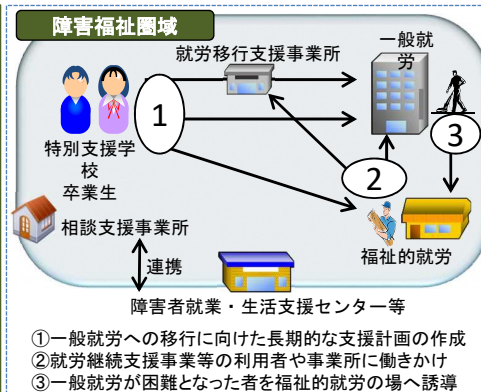 障害福祉圏域
就労移行支援事業所
一般就
労
1
3
2
特別支援学
校
卒業生
相談支援事業所
福祉的就労
連携
障害者就業・生活支援センター等
①一般就労への移行に向けた長期的な支援計画の作成
②就労継続支援事業等の利用者や事業所に働きかけ
③一般就労が困難となった者を福祉的就労の場へ誘導